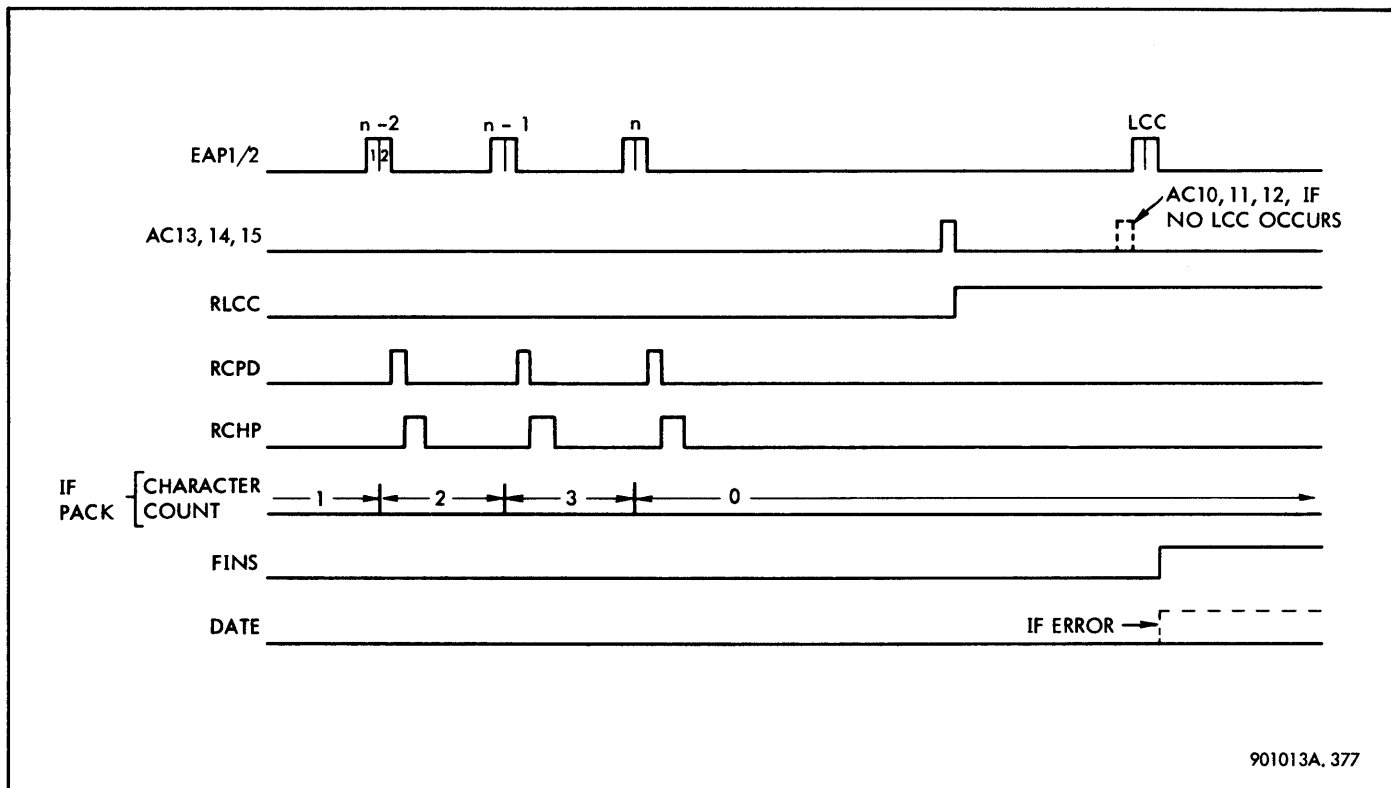 n -2
n - 1
n
LCC
EAP1/2
1 2
AC10, 11, 12, IF
NO LCC OCCURS
AC13, 14, 15
RLCC
RCPD
RCHP
IF
PACK
CHARACTER
COUNT
1
2
3
0
FINS
DATE
IF ERROR
901013A. 377